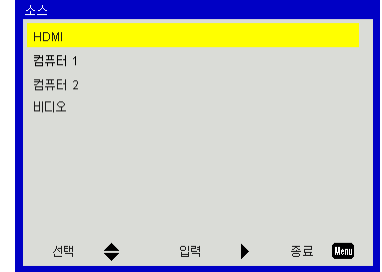 소스
HDMI
컴퓨터 1
컴퓨터 2
비디오
선택 입력 종료 Menu